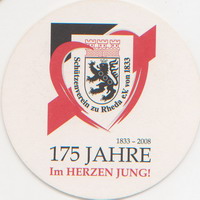 Schützenverein zu Rheda e.V. von 1833
1833 - 2008
175 JAHRE
Im HERZEN JUNG!